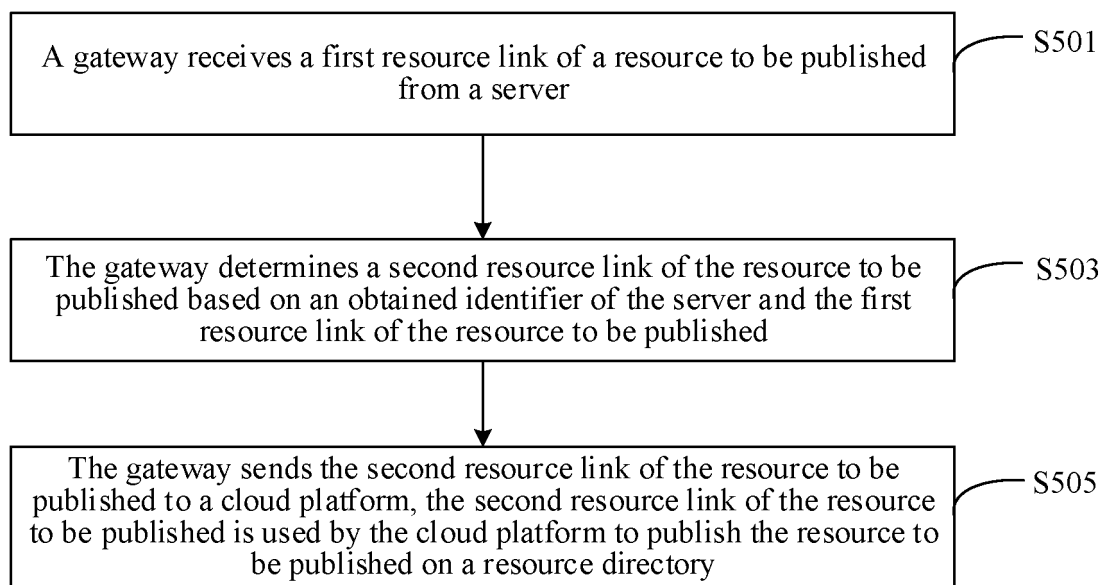 A gateway receives a first resource link of a resource to be published
from a server
S501
The gateway determines a second resource link of the resource to be
published based on an obtained identifier of the server and the first
resource link of the resource to be published
S503
The gateway sends the second resource link of the resource to be
published to a cloud platform, the second resource link of the resource
to be published is used by the cloud platform to publish the resource to
be published on a resource directory
S505